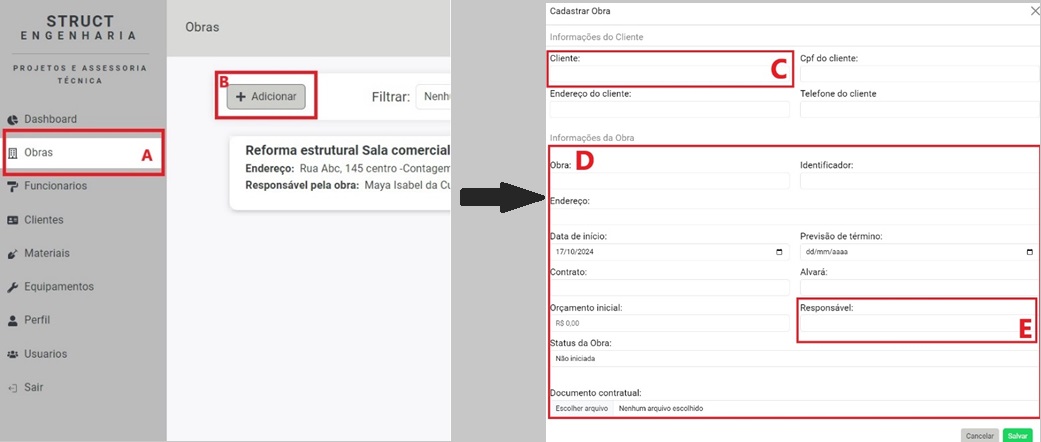 STRUCT
ENGENHARIA
PROJETOS E ASSESSORIA
TÉCNICA
Dashboard
Obras
A
Funcionarios
Clientes
Materiais
Equipamentos
Perfil
Usuarios
Sair
Obras
B
Adicionar
Filtrar:
Reforma estrutural Sala comercial
Endereço: Rua Abc, 145 centro -Contagem
Responsável pela obra: Maya Isabel da
Cadastrar Obra
Informações do Cliente
Cliente: C Cpf do cliente:
Endereço do cliente: Telefone do cliente
Informações da Obra
Obra: D Identificador:
Endereço:
Data de início: Previsão de término:
17/10/2024 dd/mm/aaaa
Contrato: Alvará:
Orçamento inicial: Responsável:
R$ 0,00 E
Status da Obra:
Não iniciada
Documento contratual:
Escolher arquivo Nenhum arquivo escolhido
Cancelar Salvar